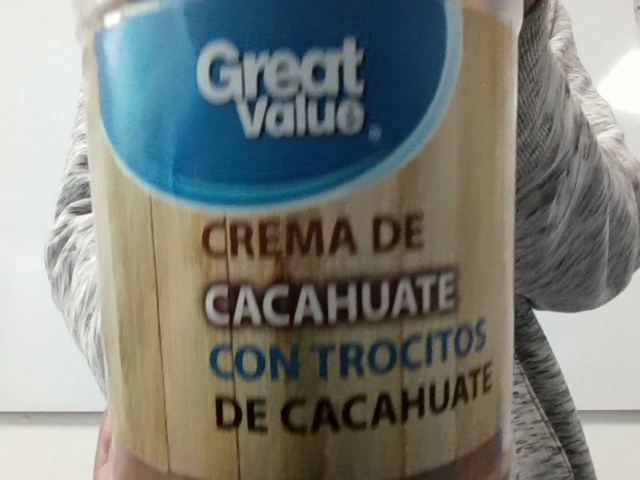 Great
Value
CREMA DE
CACAHUATE
CON TROCITOS
DE CACAHUATE